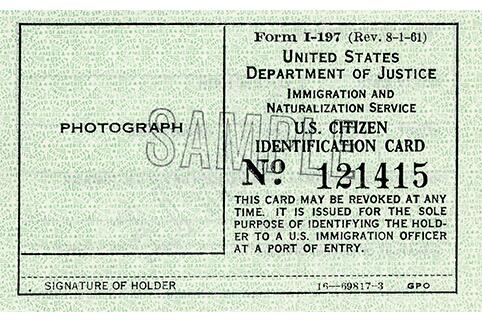 Form I-197 (Rev. 8-1-61)
UNITED STATES
DEPARTMENT OF JUSTICE
IMMIGRATION AND
NATURALIZATION SERVICE
U.S. CITIZEN
IDENTIFICATION CARD
PHOTOGRAPH
SAMPLE
No. 121415
THIS CARD MAY BE REVOKED AT ANY
TIME. IT IS ISSUED FOR THE SOLE
PURPOSE OF IDENTIFYING THE HOLD-
ER TO A U.S. IMMIGRATION OFFICER
AT A PORT OF ENTRY.
SIGNATURE OF HOLDER 16—69817-3 GPO